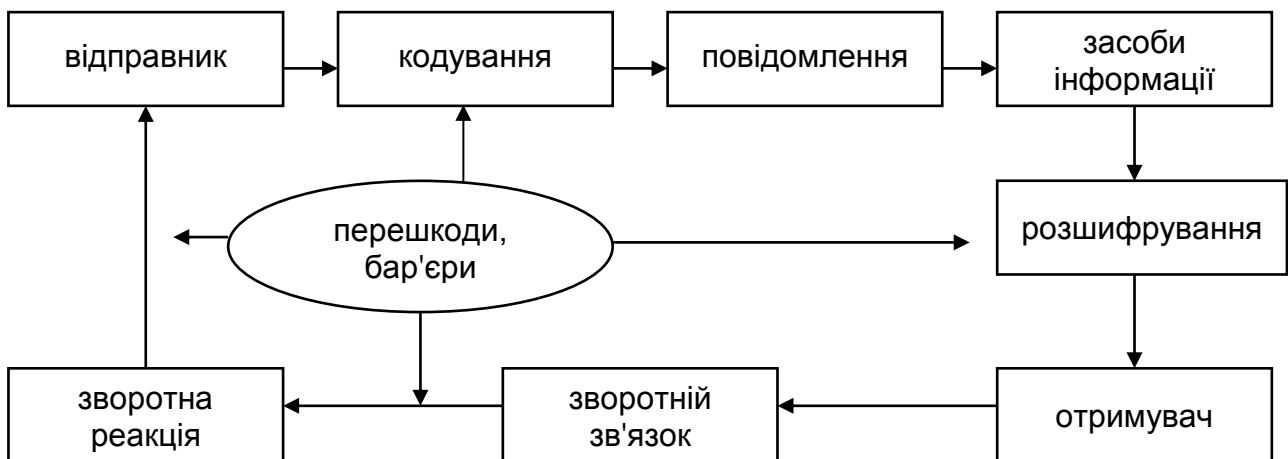 відправник
кодування
повідомлення
засоби
інформації
перешкоди,
бар'єри
розшифрування
зворотна
реакція
зворотній
зв'язок
отримувач